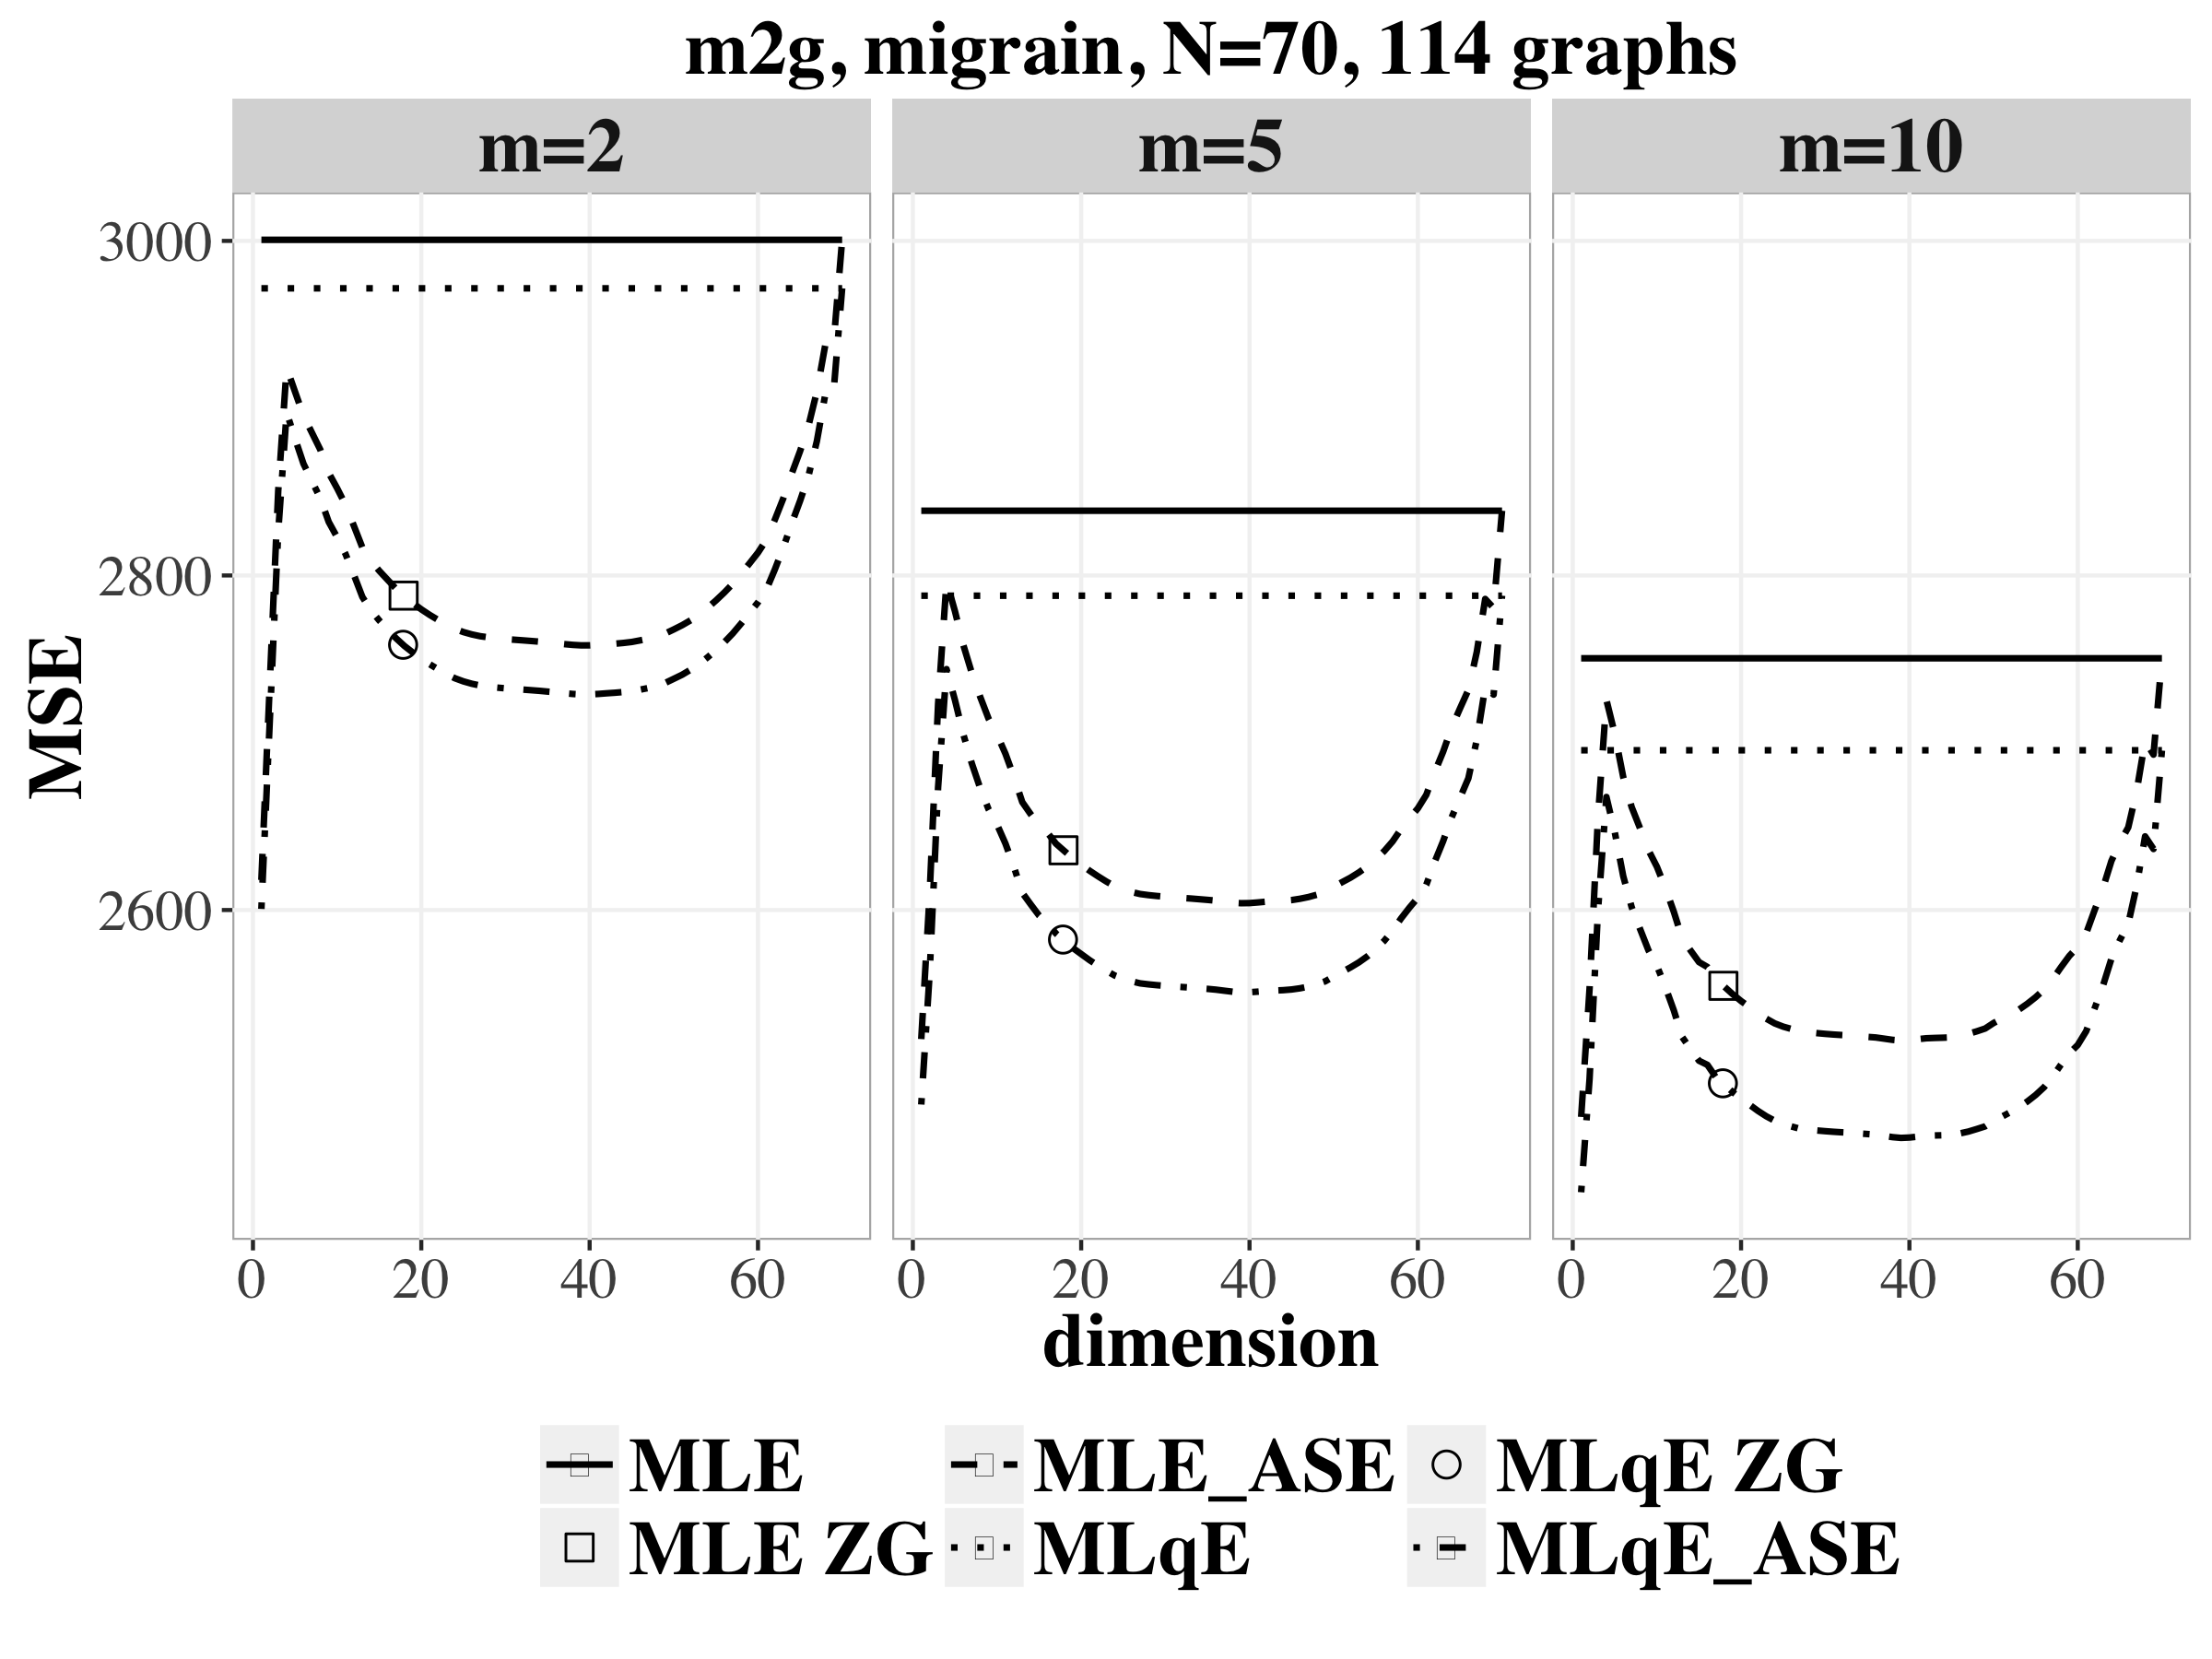 m2g, migrain, N=70, 114 graphs
m=2 m=5 m=10
3000
2800
2600
MSE
0 20 40 60 0 20 40 60 0 20 40 60
dimension
MLE MLE_ASE MLqE ZG
MLE ZG MLqE MLqE_ASE